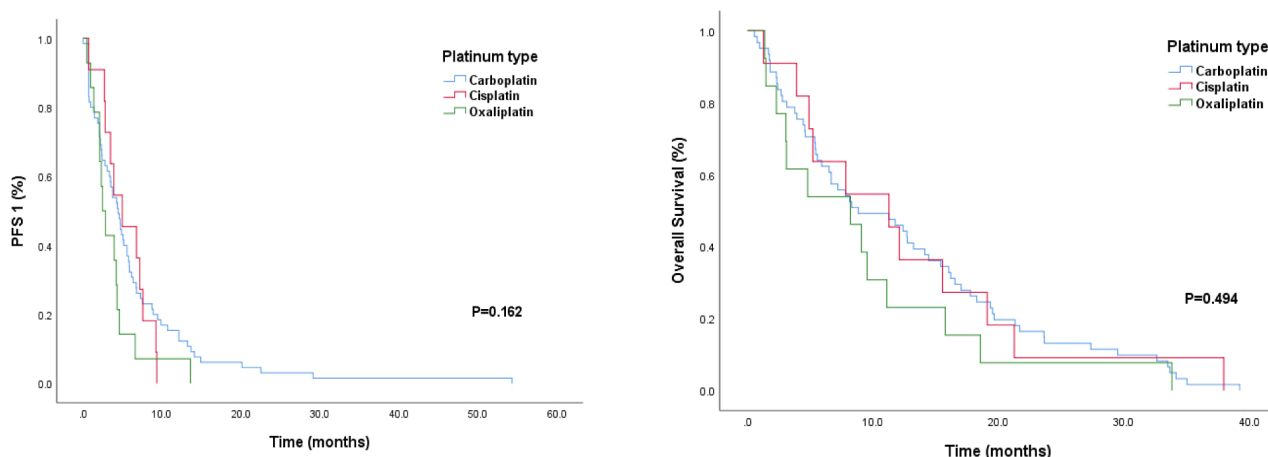 Platinum type
Carboplatin
Cisplatin
Oxaliplatin
PFS 1 (%)
1.0
0.8
0.6
0.4
0.2
0.0
P=0.162
.0
10.0
20.0
30.0
40.0
50.0
60.0
Time (months)
Platinum type
Carboplatin
Cisplatin
Oxaliplatin
Overall Survival (%)
1.0
0.8
0.6
0.4
0.2
0.0
P=0.494
.0
10.0
20.0
30.0
40.0
Time (months)